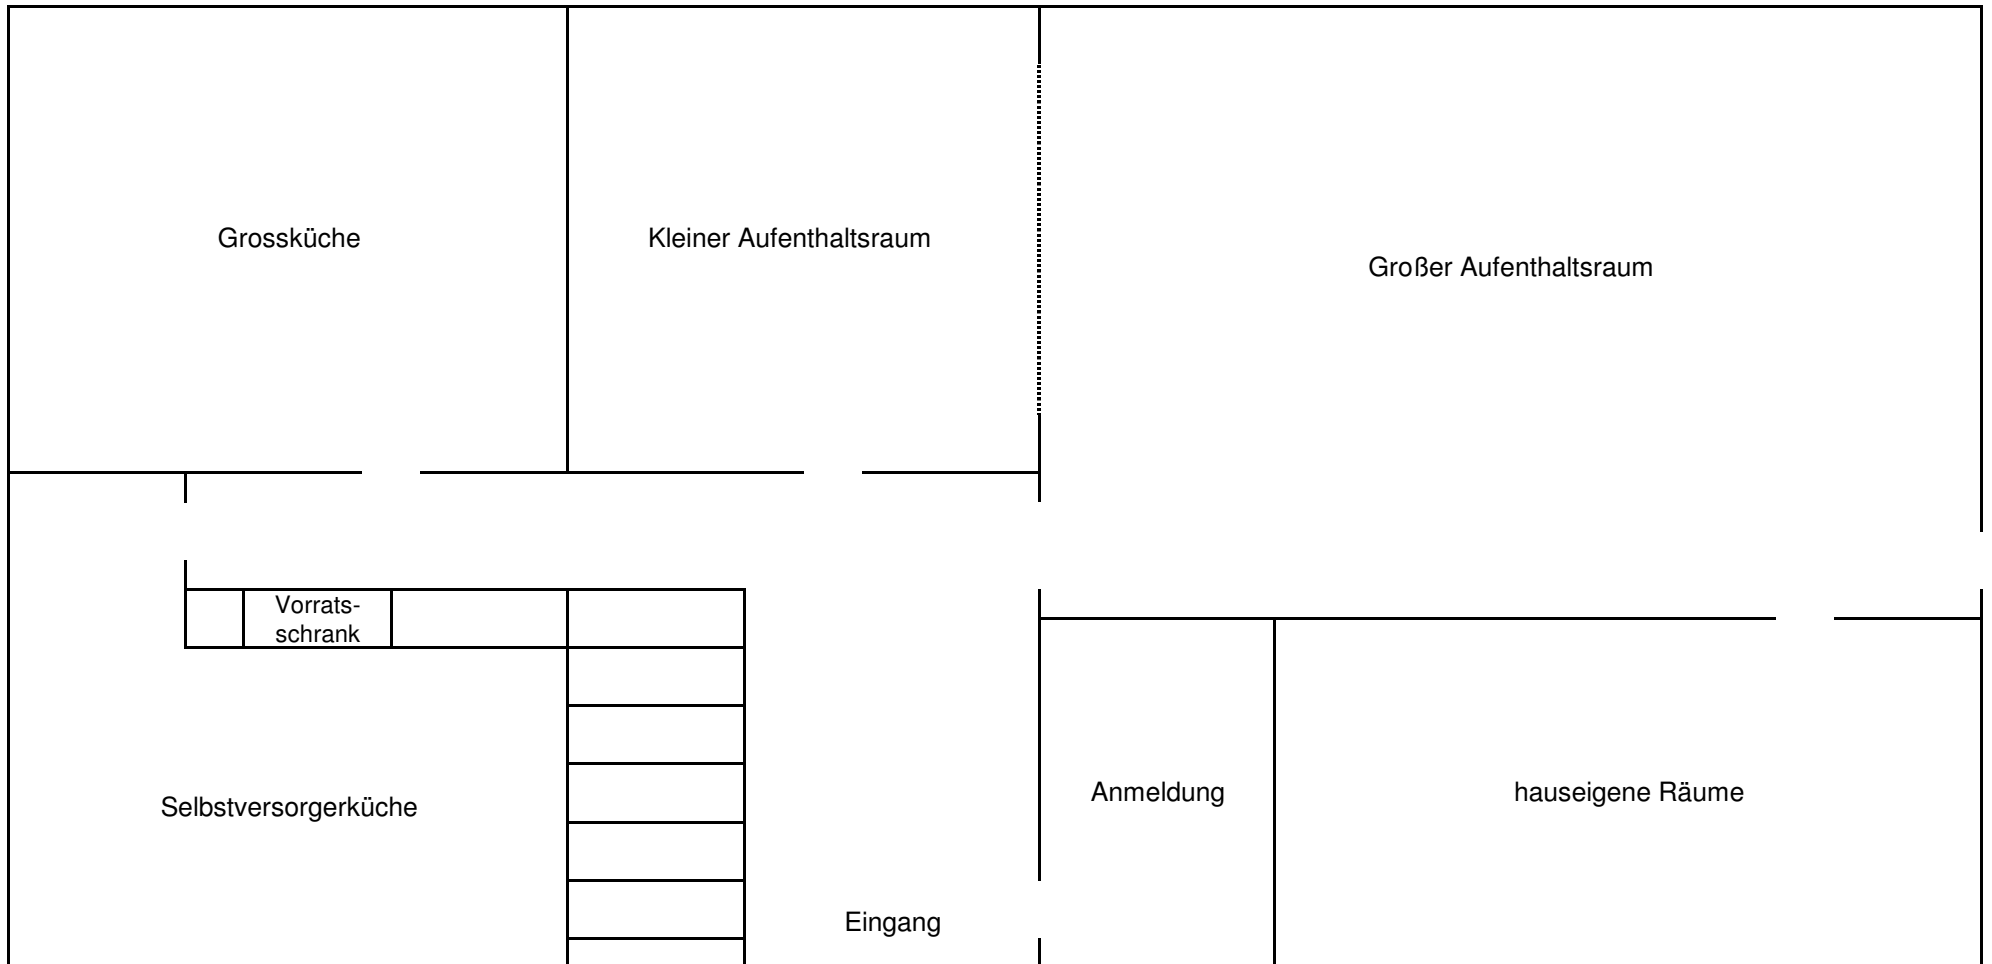 Grossküche
Kleiner Aufenthaltsraum
Großer Aufenthaltsraum
Vorrats-
schrank
Selbstversorgerküche
Anmeldung
hauseigene Räume
Eingang